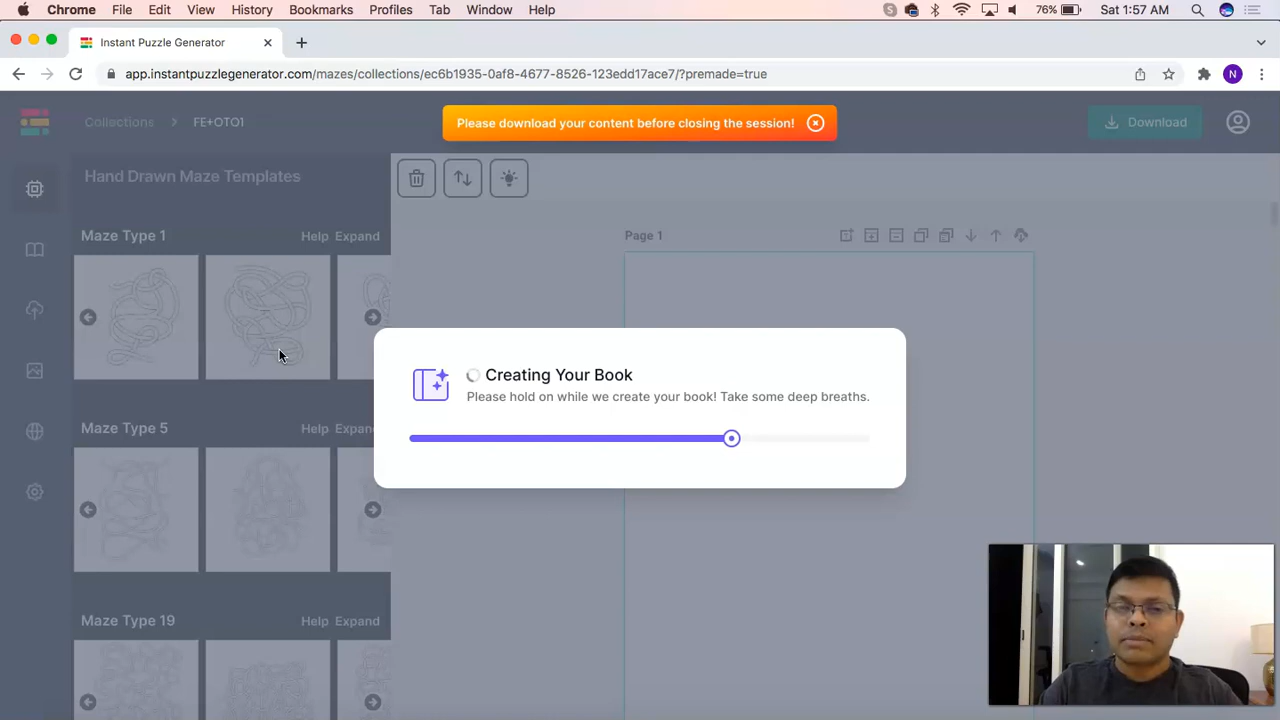 Chrome File Edit View History Bookmarks Profiles Tab Window Help 76% Sat 1:57 AM
Instant Puzzle Generator
app.instantpuzzlegenerator.com/mazes/collections/ec6b1935-0af8-4677-8526-123edd17ace7/?premade=true N
Collections > FE+OTO1 Please download your content before closing the session! Download
Hand Drawn Maze Templates
Maze Type 1 Help Expand Page 1
Creating Your Book
Please hold on while we create your book! Take some deep breaths.
Maze Type 5 Help Expand
Maze Type 19 Help Expand